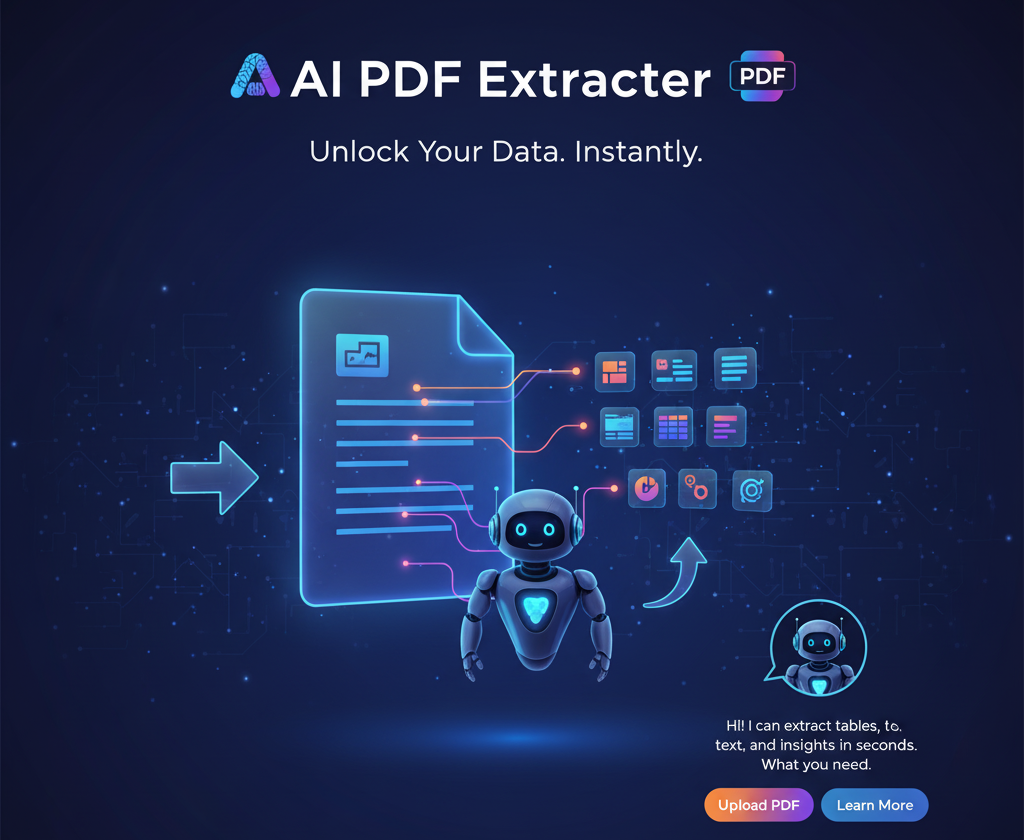 AI PDF Extracter
PDF
Unlock Your Data. Instantly.
HI! I can extract tables, to.
text, and insights in seconds.
What you need.
Upload PDF
Learn More